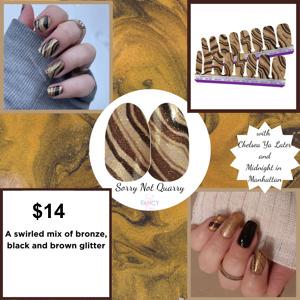 Sorry Not Quarry
FANCY
with
Chelsea Ya Later
and
Midnight in
Manhattan
$14
A swirled mix of bronze,
black and brown glitter